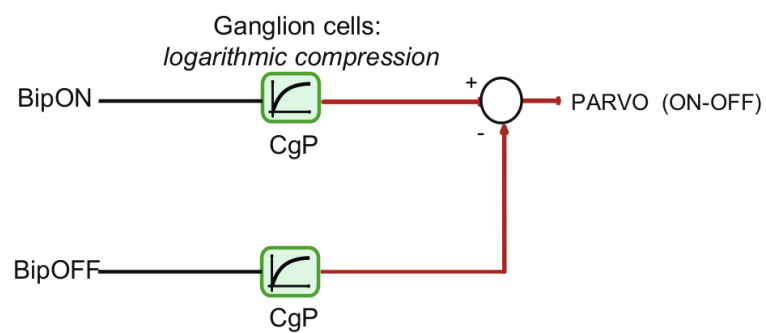 Ganglion cells:
logarithmic compression
BipON
+
PARVO (ON-OFF)
-
CgP
BipOFF
CgP